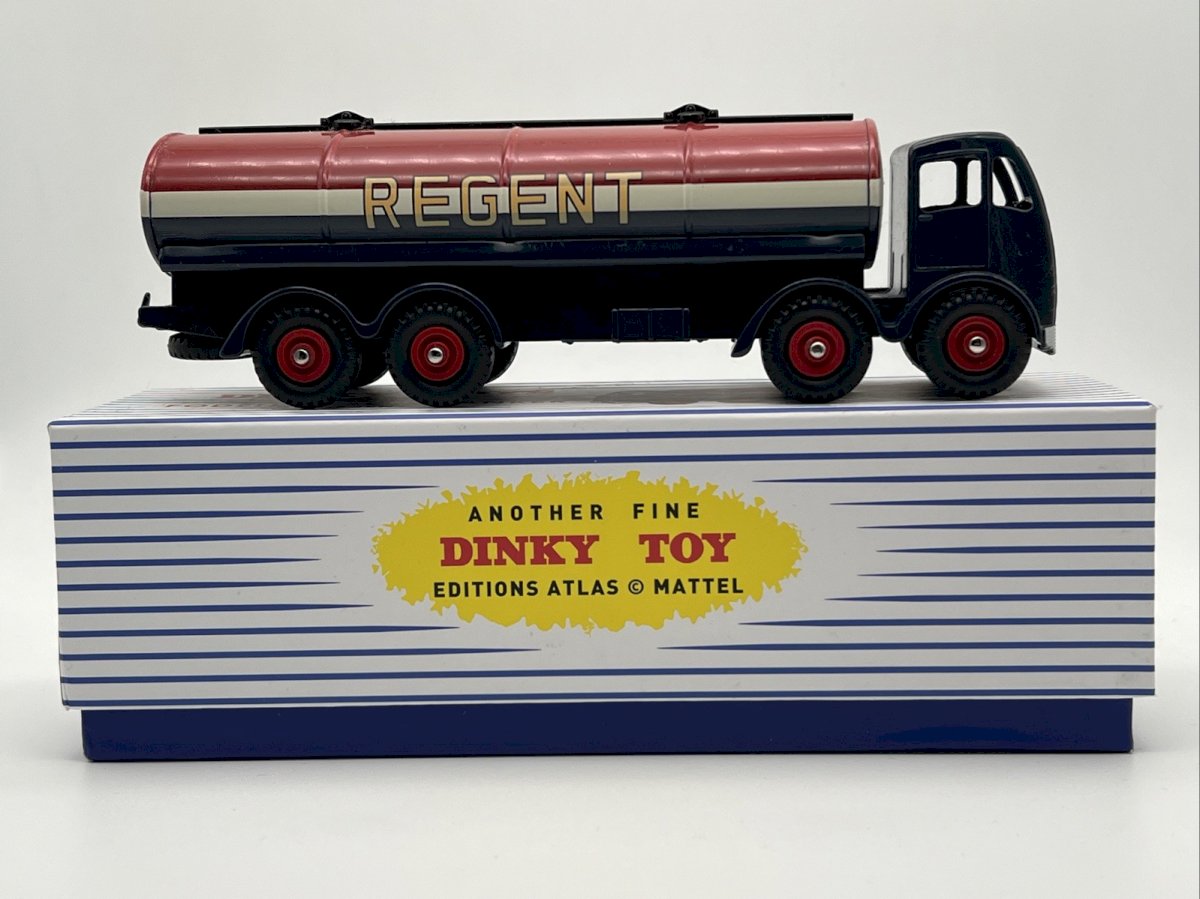 REGENT
ANOTHER FINE
DINKY TOY
EDITIONS ATLAS © MATTEL